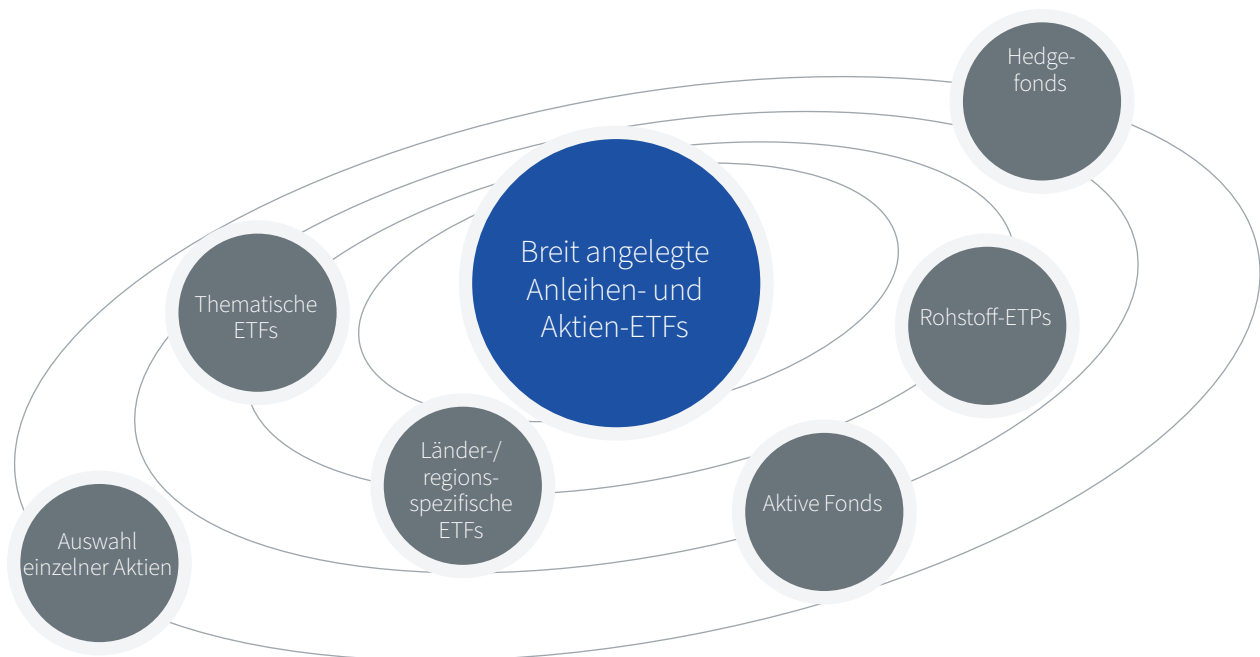 Hedge-
fonds
Breit angelegte
Anleihen- und
Aktien-ETFs
Thematische
ETFs
Rohstoff-ETPs
Länder-/
regions-
spezifische
ETFs
Aktive Fonds
Auswahl
einzelner Aktien